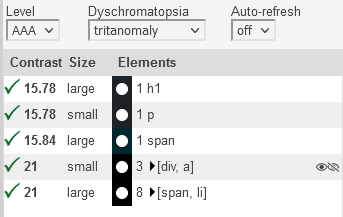 Level Dyschromatopsia Auto-refresh
AAA tritanomaly off
Contrast Size Elements
15.78 large 1 h1
15.78 small 1 p
15.84 large 1 span
21 small 3 [div, a]
21 large 8 [span, li]